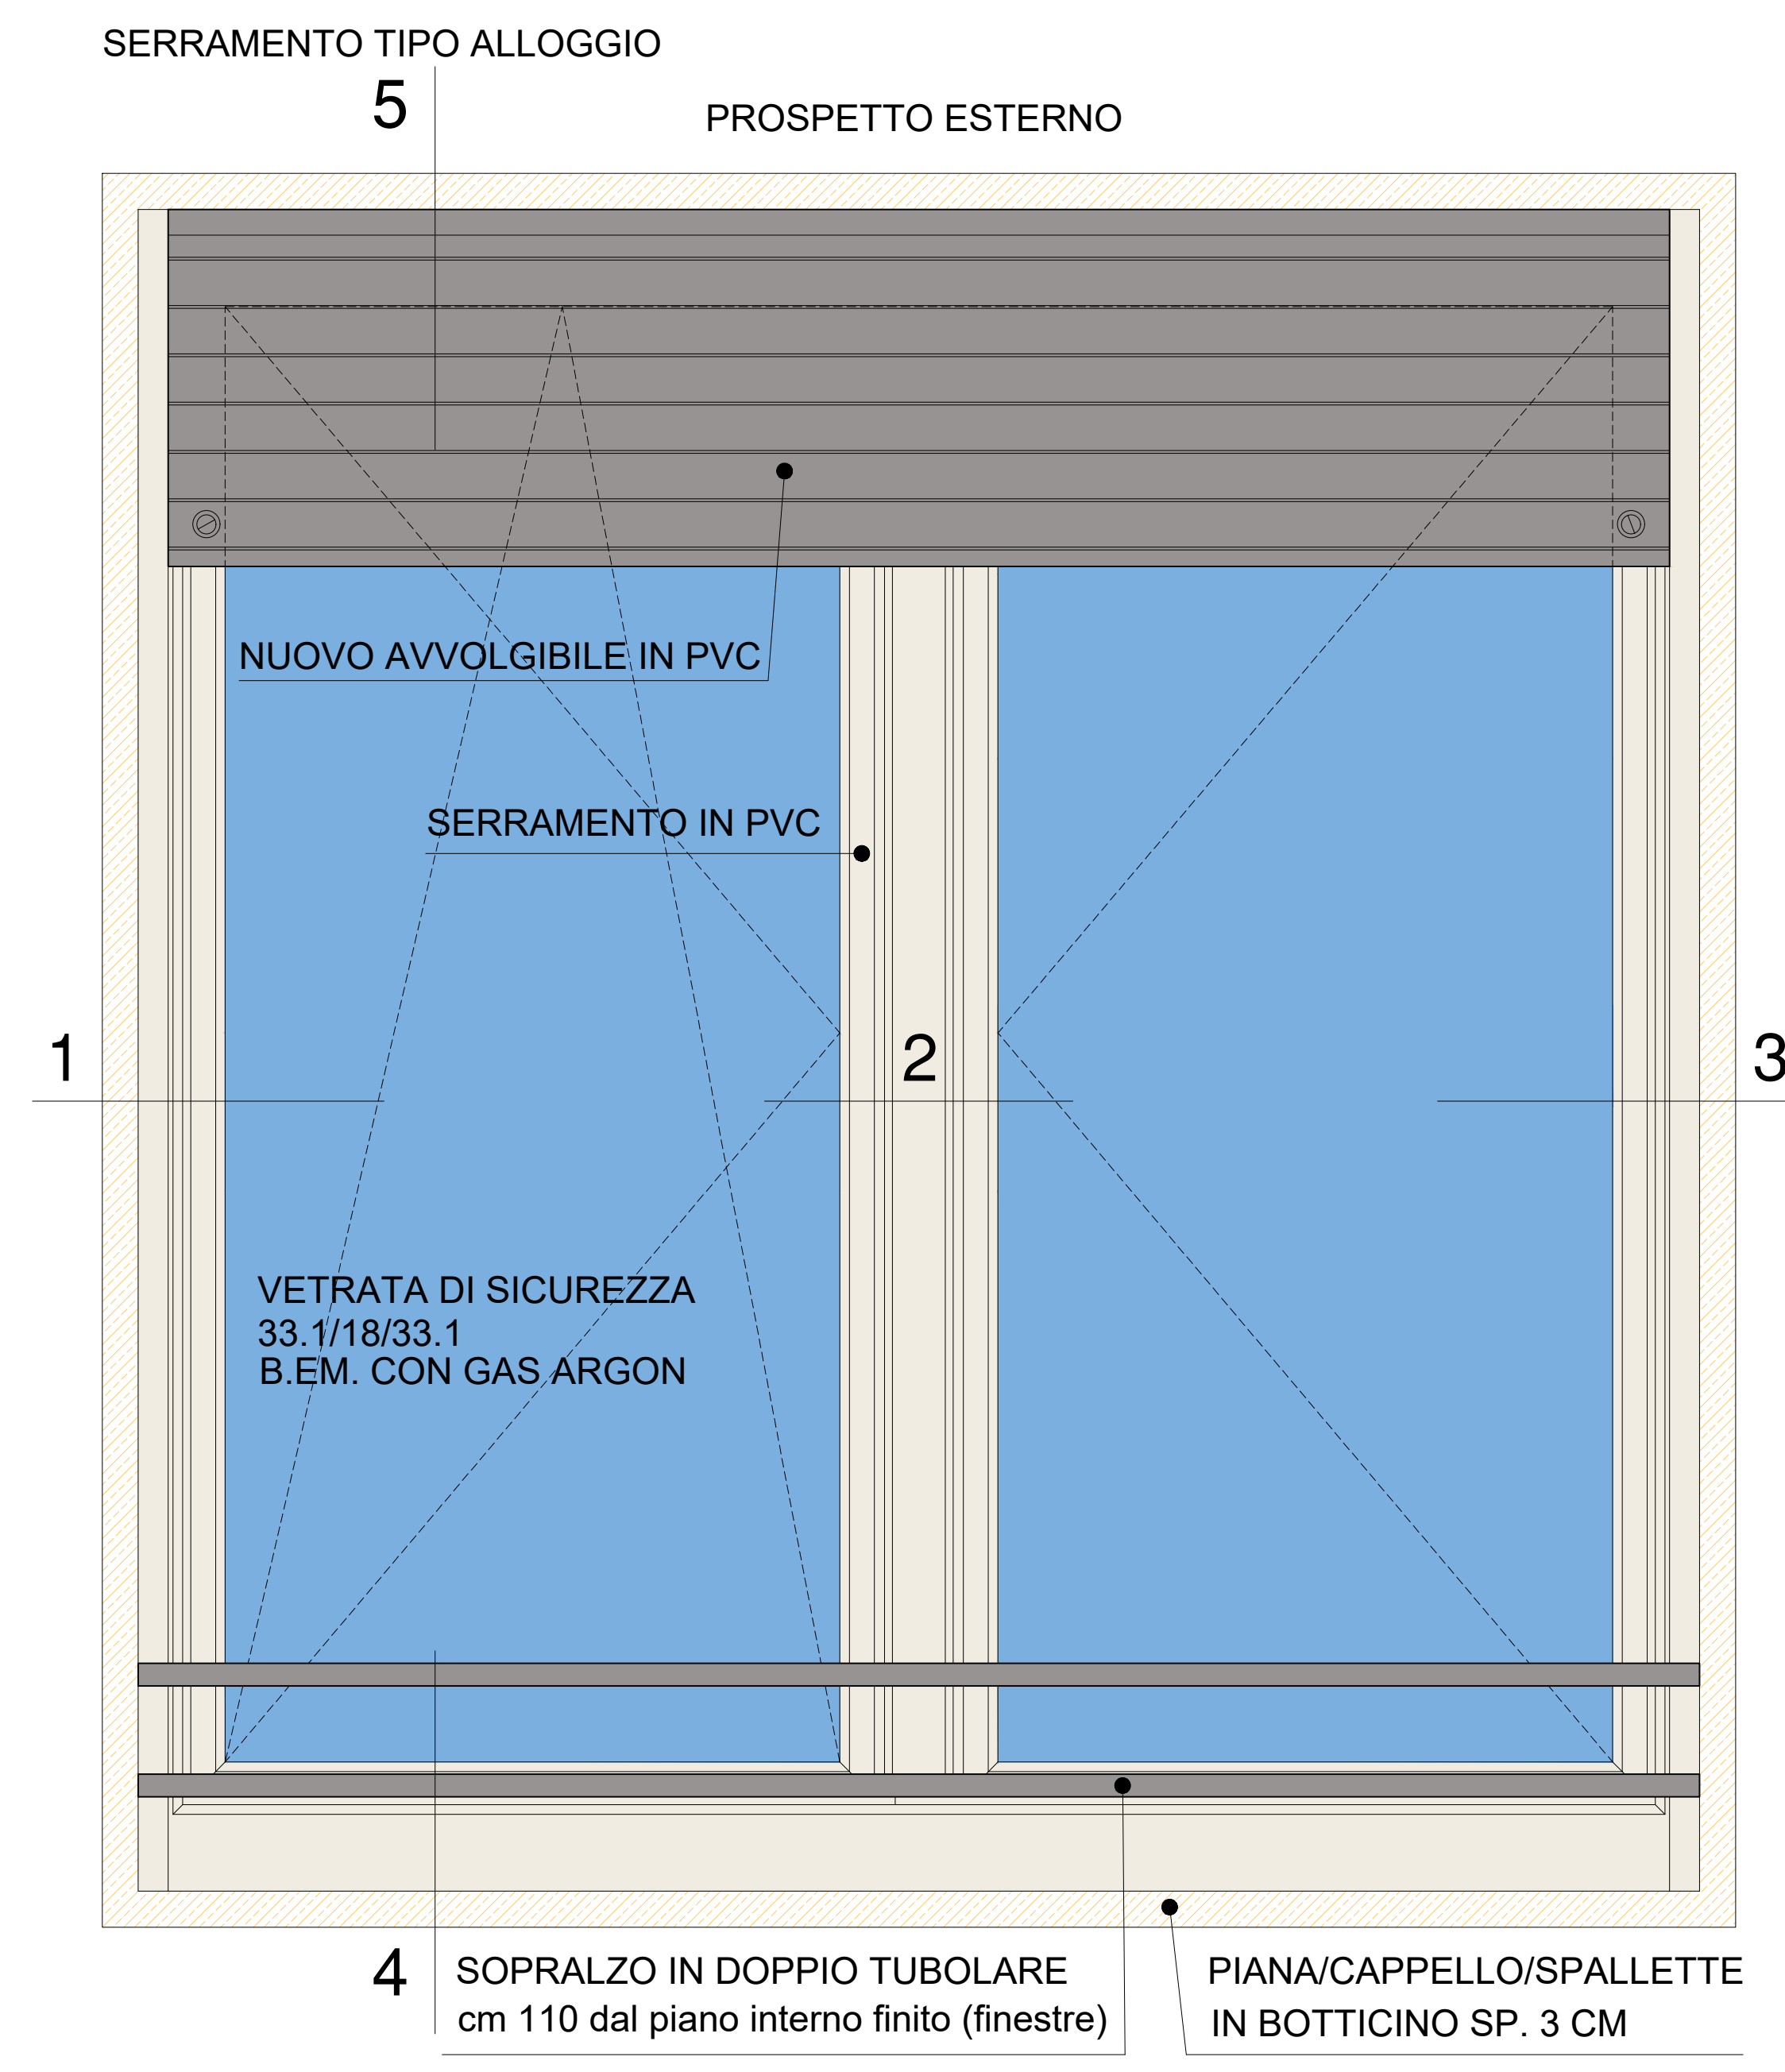 SERRAMENTO TIPO ALLOGGIO
5
PROSPETTO ESTERNO
NUOVO AVVOLGIBILE IN PVC
SERRAMENTO IN PVC
1
2
3
VETRATA DI SICUREZZA
33.1/18/33.1
B.EM. CON GAS ARGON
4
SOPRALZO IN DOPPIO TUBOLARE
cm 110 dal piano interno finito (finestre)
PIANA/CAPPELLO/SPALLETTE
IN BOTTICINO SP. 3 CM